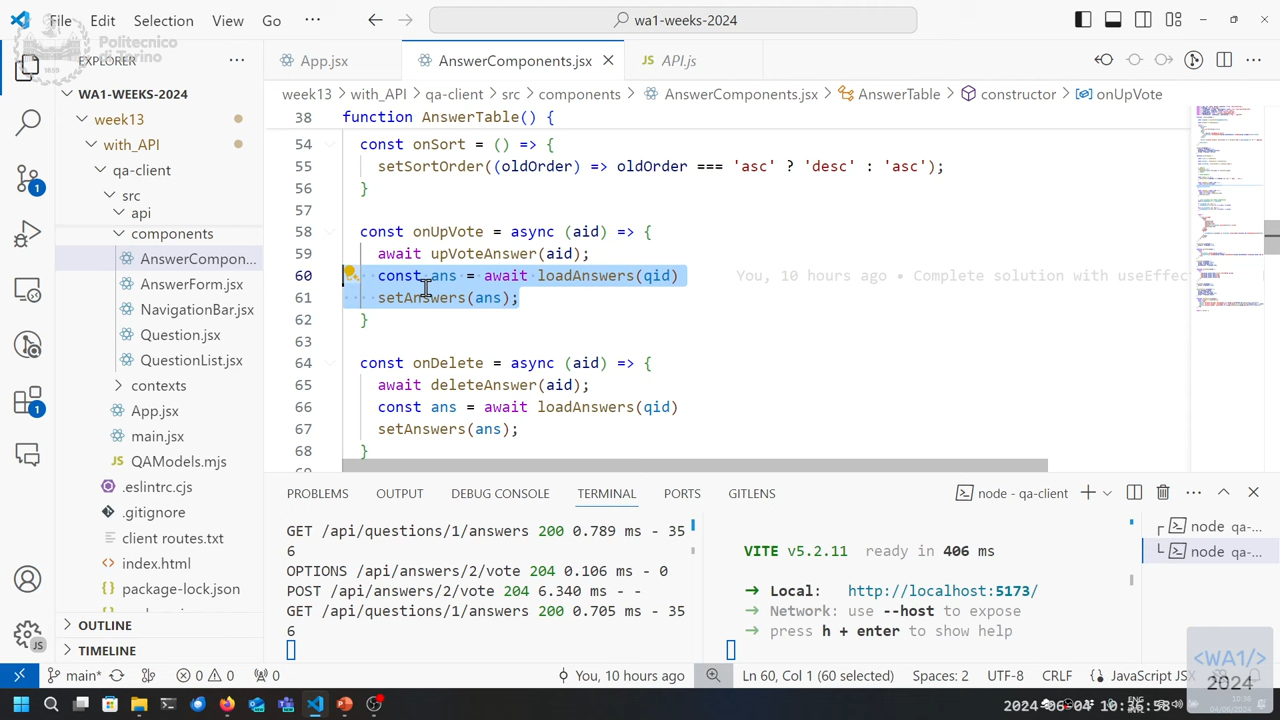 File Edit Selection View Go ··· wa1-weeks-2024
Politecnico
di Torino
EXPLORER ···
WA1-WEEKS-2024
week13
with_API
qa-client
src
api
components
AnswerCompon...
AnswerForm.jsx
NavigationBar.jsx
Question.jsx
QuestionList.jsx
contexts
App.jsx
main.jsx
JS QAModels.mjs
.eslintrc.cjs
.gitignore
client routes.txt
index.html
{} package-lock.json
OUTLINE
TIMELINE
App.jsx AnswerComponents.jsx JS API.js
week13 > with_API > qa-client > src > components > AnswerComponents.jsx > AnswerTable > constructor > onUpVote
38 function AnswerTable() {
54 const onSort = () => {
55 setSortOrder((oldOrder) => oldOrder === 'asc' ? 'desc' : 'asc'
56 }
57
58 const onUpVote = async (aid) => {
59 await upVoteAnswer(aid);
60 const ans = await loadAnswers(qid) You, 10 hours ago • Complete solution with useEffect
61 setAnswers(ans);
62 }
63
64 const onDelete = async (aid) => {
65 await deleteAnswer(aid);
66 const ans = await loadAnswers(qid)
67 setAnswers(ans);
68 }
PROBLEMS OUTPUT DEBUG CONSOLE TERMINAL PORTS GITLENS node - qa-client
GET /api/questions/1/answers 200 0.789 ms - 35
6
OPTIONS /api/answers/2/vote 204 0.106 ms - 0
POST /api/answers/2/vote 204 6.340 ms - -
GET /api/questions/1/answers 200 0.705 ms - 35
6
VITE v5.2.11 ready in 406 ms
➜ Local: http://localhost:5173/
➜ Network: use --host to expose
➜ press h + enter to show help
node qa-...
node qa-...
main* 0 0 0 You, 10 hours ago Ln 60, Col 1 (60 selected) Spaces: 2 UTF-8 CRLF {} JavaScript JSX
<WA1/>
2024